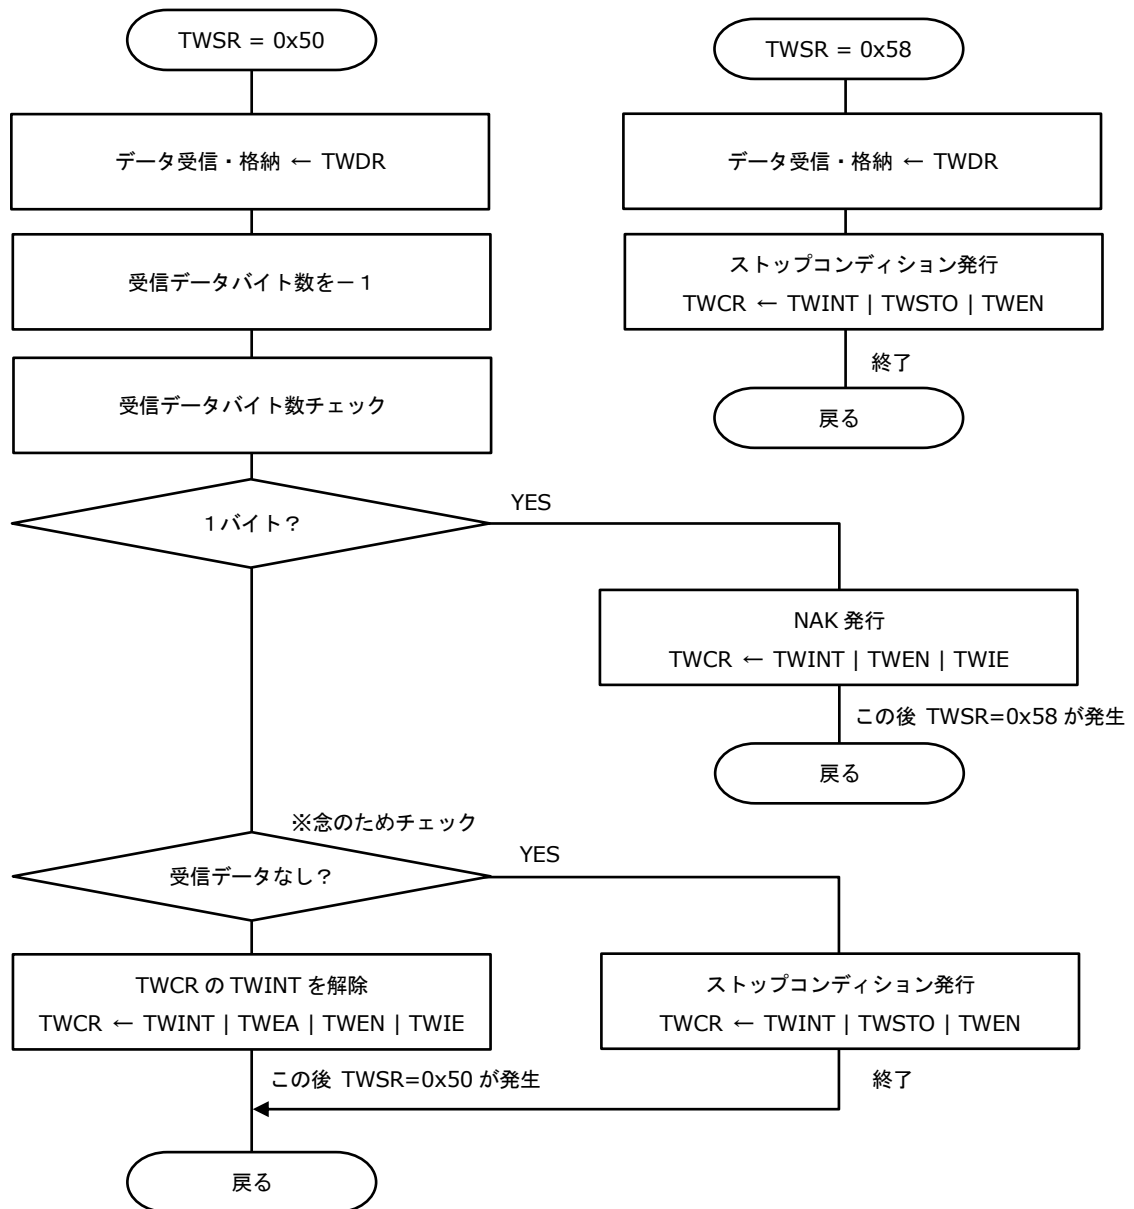 TWSR = 0x50
データ受信・格納 ← TWDR
受信データバイト数を－１
受信データバイト数チェック
１バイト？
YES
NAK 発行
TWCR ← TWINT | TWEN | TWIE
この後 TWSR=0x58 が発生
戻る
※念のためチェック
受信データなし？
YES
TWCR の TWINT を解除
TWCR ← TWINT | TWEA | TWEN | TWIE
この後 TWSR=0x50 が発生
ストップコンディション発行
TWCR ← TWINT | TWSTO | TWEN
終了
戻る
TWSR = 0x58
データ受信・格納 ← TWDR
ストップコンディション発行
TWCR ← TWINT | TWSTO | TWEN
終了
戻る